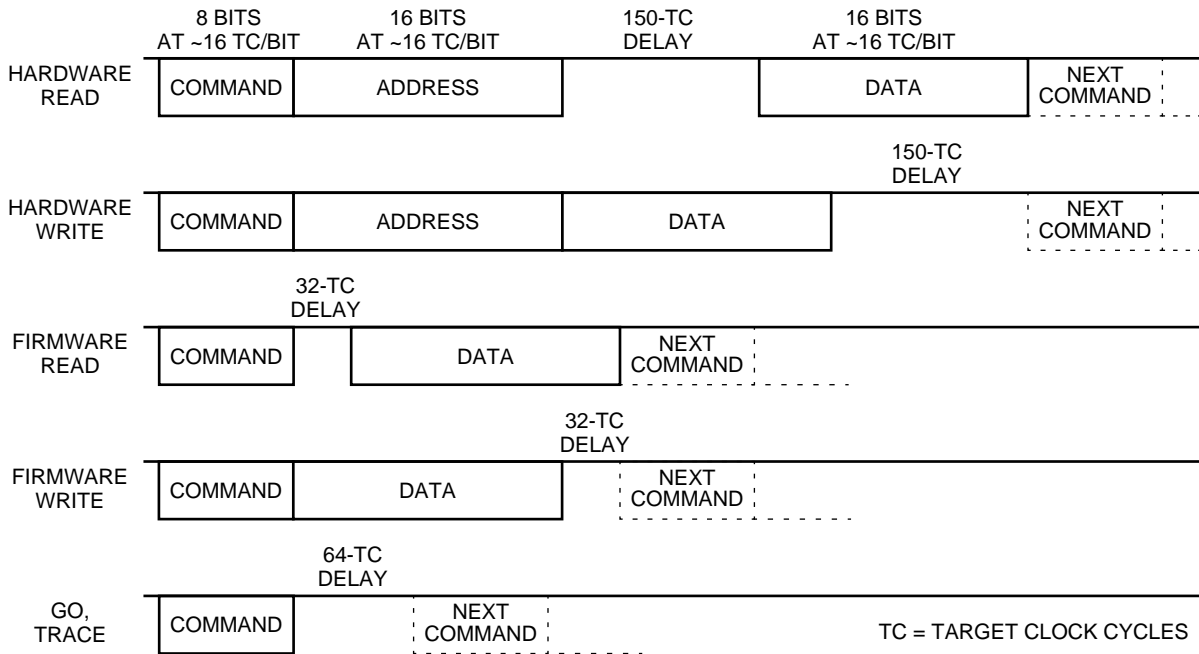 8 BITS
AT ~16 TC/BIT
16 BITS
AT ~16 TC/BIT
150-TC
DELAY
16 BITS
AT ~16 TC/BIT
HARDWARE
READ
COMMAND
ADDRESS
DATA
NEXT
COMMAND
150-TC
DELAY
HARDWARE
WRITE
COMMAND
ADDRESS
DATA
NEXT
COMMAND
32-TC
DELAY
FIRMWARE
READ
COMMAND
DATA
NEXT
COMMAND
32-TC
DELAY
FIRMWARE
WRITE
COMMAND
DATA
NEXT
COMMAND
64-TC
DELAY
GO,
TRACE
COMMAND
NEXT
COMMAND
TC = TARGET CLOCK CYCLES